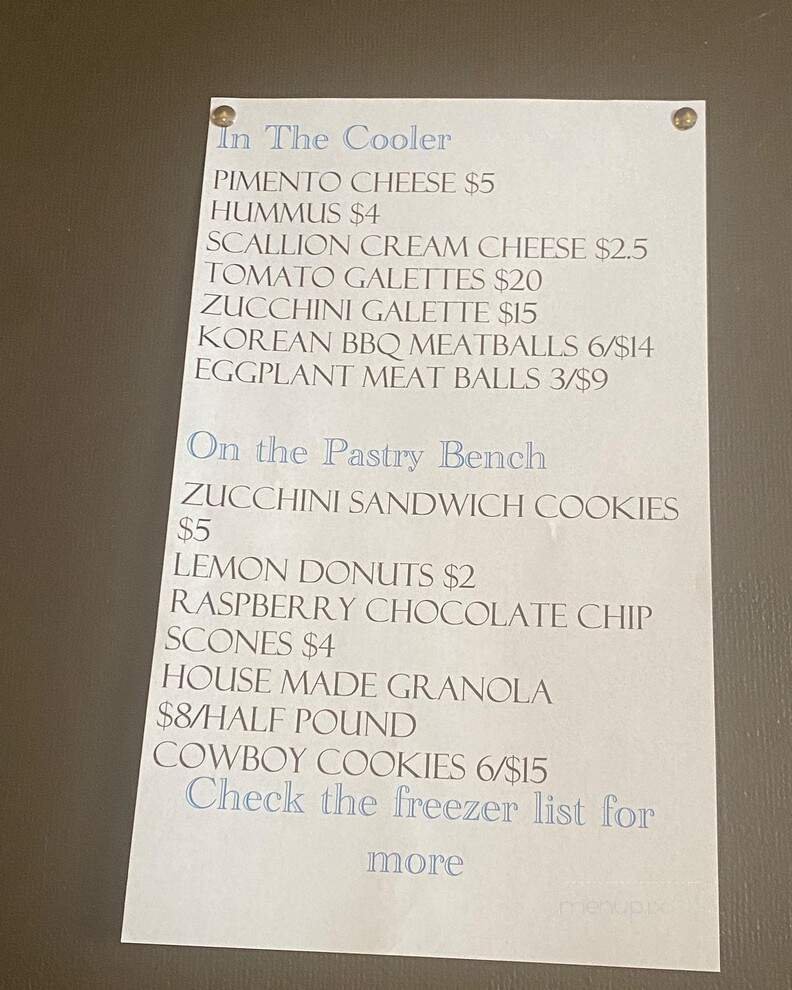 In The Cooler
PIMENTO CHEESE $5
HUMMUS $4
SCALLION CREAM CHEESE $2.5
TOMATO GALETTES $20
ZUCCHINI GALETTE $15
KOREAN BBQ MEATBALLS 6/$14
EGGPLANT MEAT BALLS 3/$9
On the Pastry Bench
ZUCCHINI SANDWICH COOKIES
$5
LEMON DONUTS $2
RASPBERRY CHOCOLATE CHIP
SCONES $4
HOUSE MADE GRANOLA
$8/HALF POUND
COWBOY COOKIES 6/$15
Check the freezer list for
more
menupix